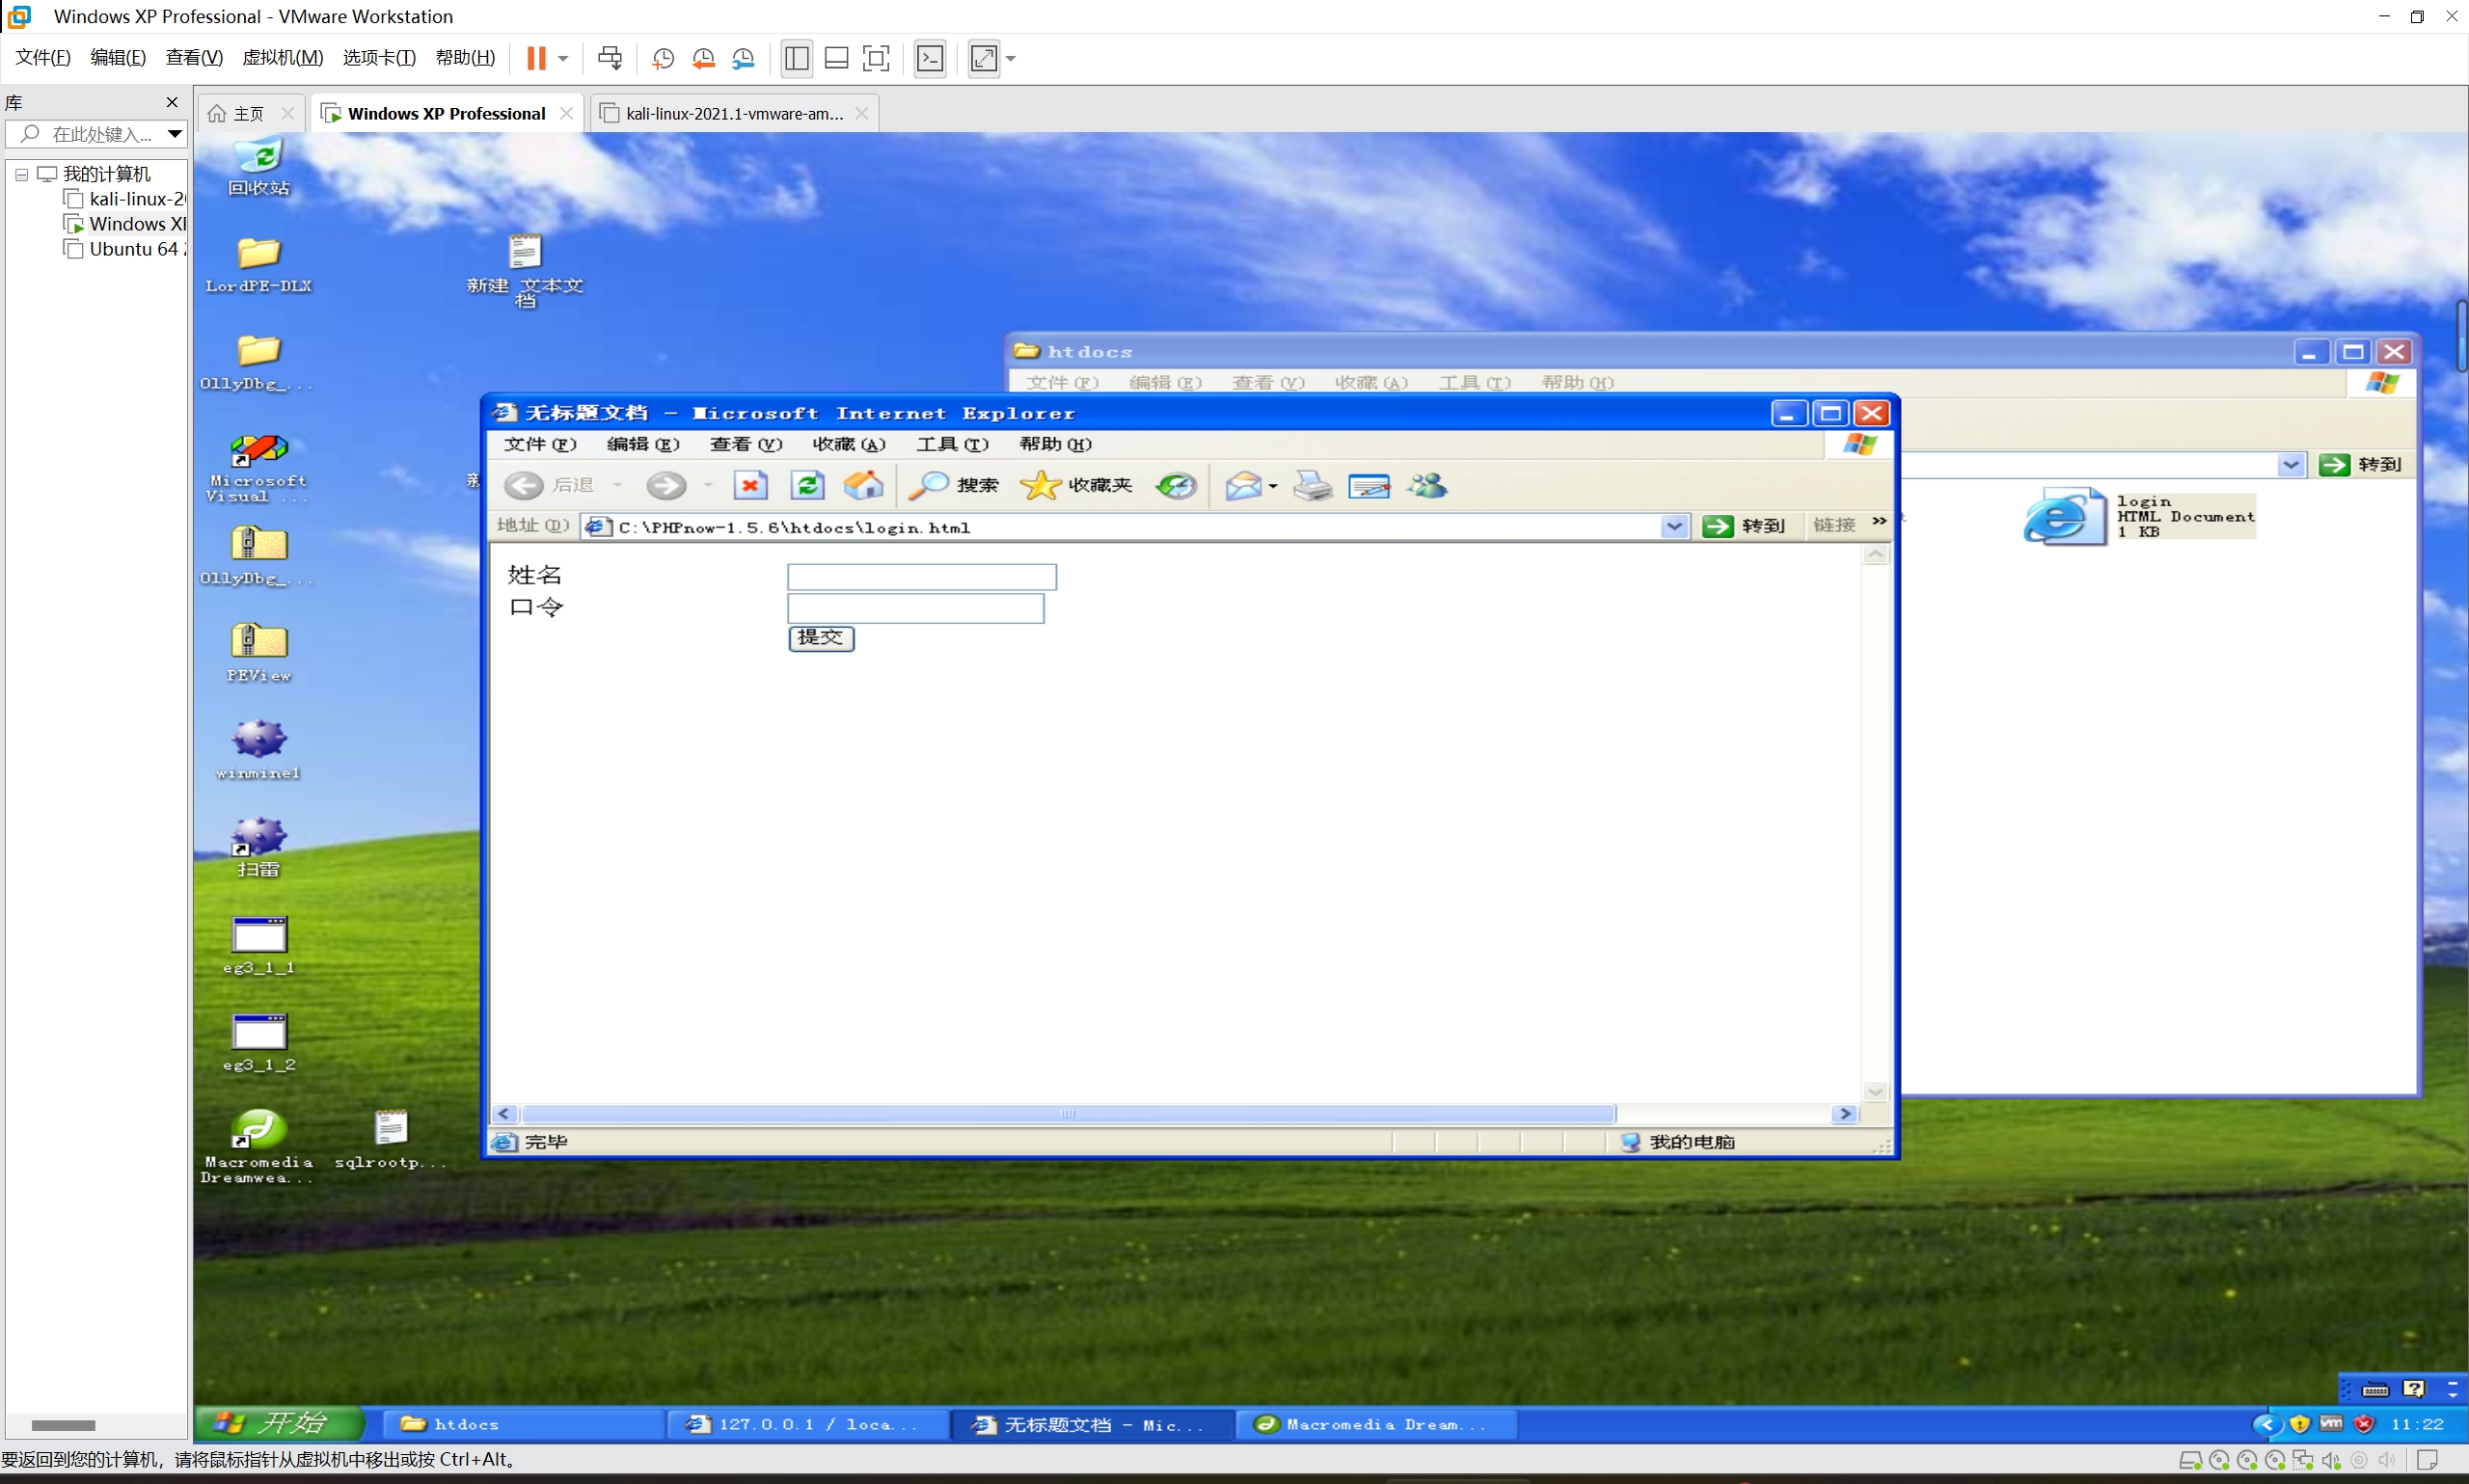 Windows XP Professional - VMware Workstation
文件(F) 编辑(E) 查看(V) 虚拟机(M) 选项卡(T) 帮助(H)
库
在此处键入...
我的计算机
kali-linux-2
Windows XI
Ubuntu 64
主页
Windows XP Professional
kali-linux-2021.1-vmware-am...
回收站
LordPE-DLX
新建 文本文
档
OllyDbg_...
Microsoft
Visual ...
OllyDbg_...
PEView
winmine1
扫雷
eg3_1_1
eg3_1_2
Macromedia
Dreamwea...
sqlrootp...
htdocs
文件(F) 编辑(E) 查看(V) 收藏(A) 工具(T) 帮助(H)
转到
login
HTML Document
1 KB
无标题文档 - Microsoft Internet Explorer
文件(F) 编辑(E) 查看(V) 收藏(A) 工具(T) 帮助(H)
后退 搜索 收藏夹
地址(D) C:\PHPnow-1.5.6\htdocs\login.html 转到 链接 »
姓名
口令
提交
完毕 我的电脑
开始 htdocs 127.0.0.1 / loca... 无标题文档 - Mic... Macromedia Dream... 11:22
要返回到您的计算机，请将鼠标指针从虚拟机中移出或按 Ctrl+Alt。